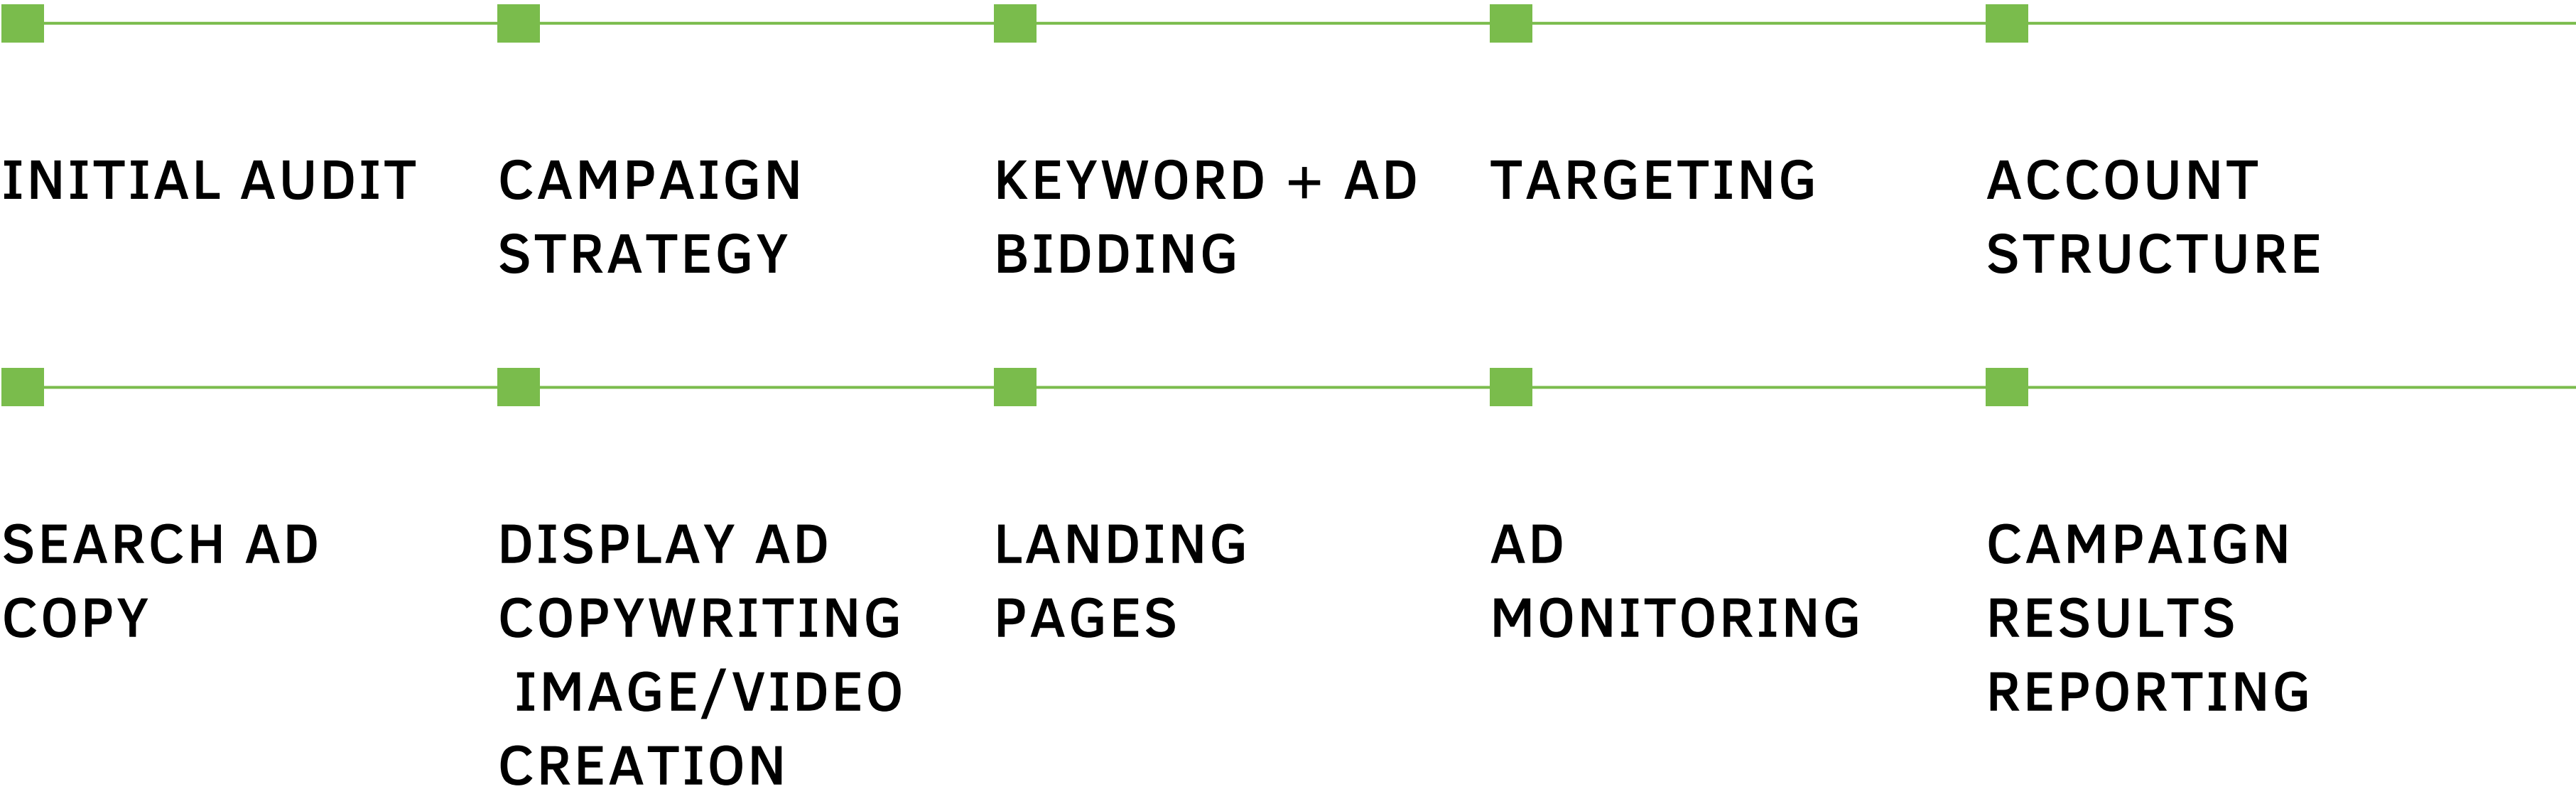 INITIAL AUDIT
CAMPAIGN
STRATEGY
KEYWORD + AD
BIDDING
TARGETING
ACCOUNT
STRUCTURE
SEARCH AD
COPY
DISPLAY AD
COPYWRITING
IMAGE/VIDEO
CREATION
LANDING
PAGES
AD
MONITORING
CAMPAIGN
RESULTS
REPORTING